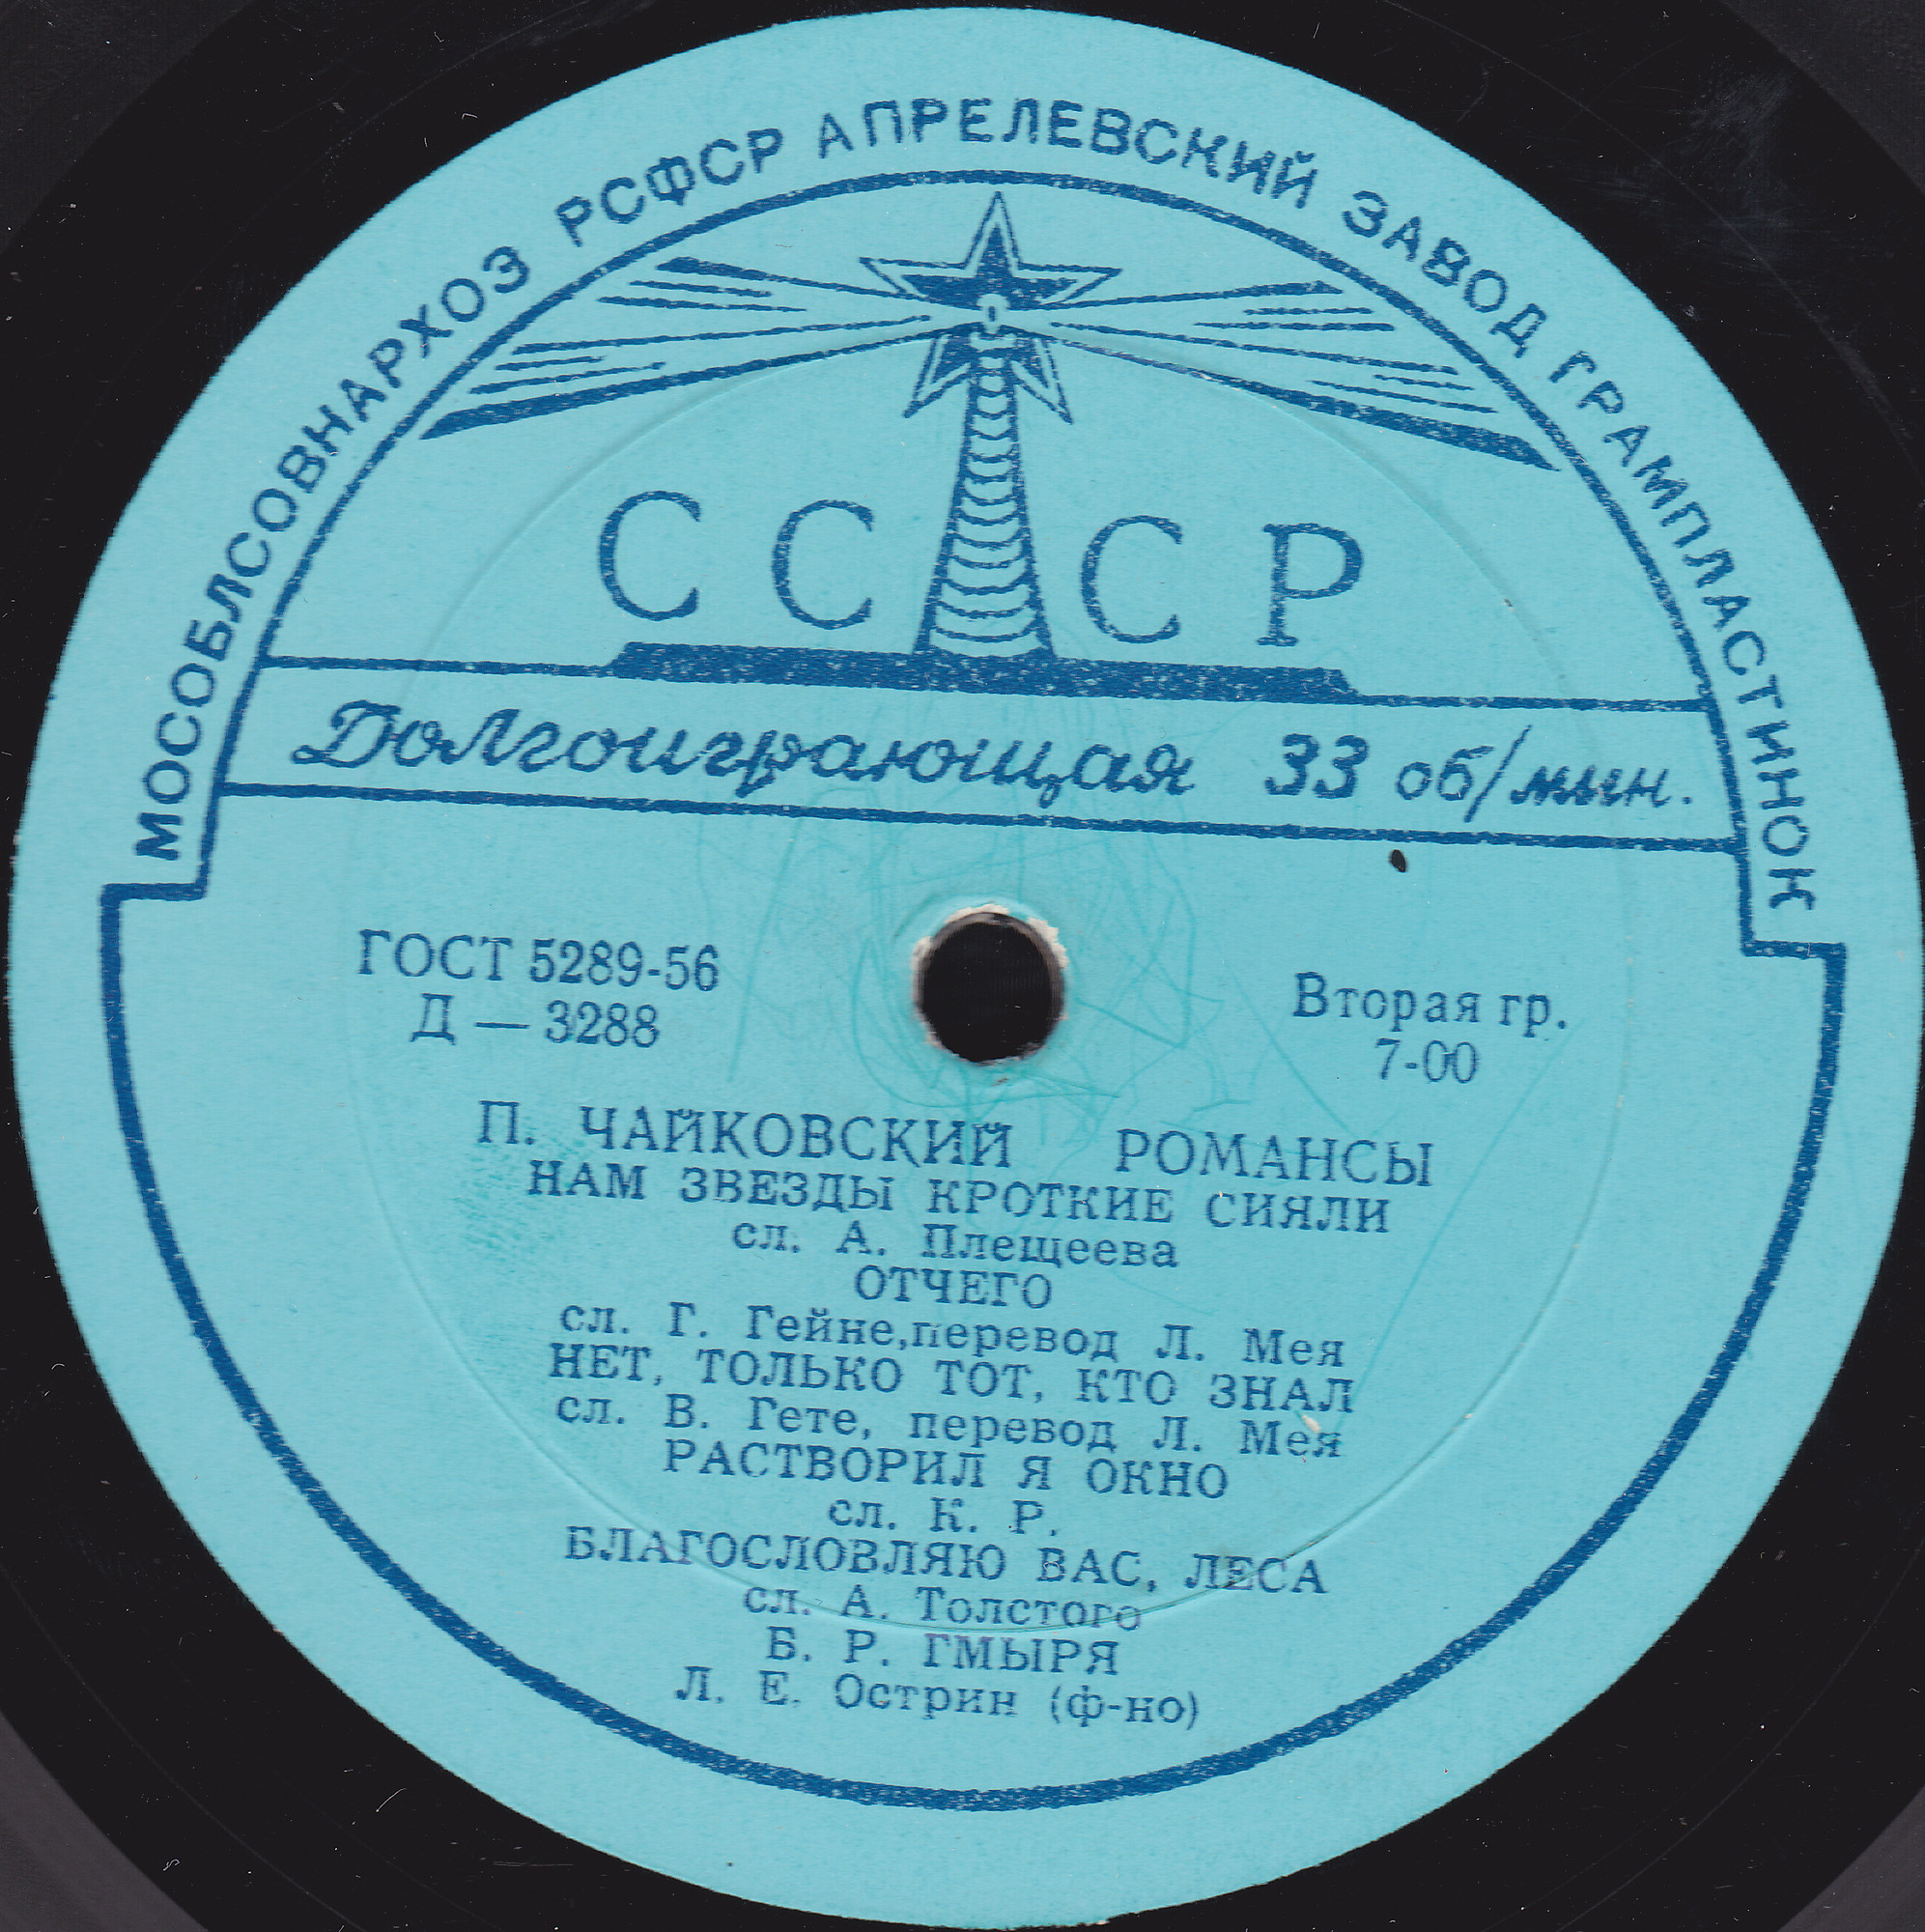 МОСОБЛСОВНАРХОЗ РСФСР АПРЕЛЕВСКИЙ ЗАВОД ГРАМПЛАСТИНОК
СССР
Долгоиграющая 33 об/мин.
ГОСТ 5289-56
Д — 3288
Вторая гр.
7-00
П. ЧАЙКОВСКИЙ РОМАНСЫ
НАМ ЗВЕЗДЫ КРОТКИЕ СИЯЛИ
сл. А. Плещеева
ОТЧЕГО
сл. Г. Гейне,перевод Л. Мея
НЕТ, ТОЛЬКО ТОТ, КТО ЗНАЛ
сл. В. Гете, перевод Л. Мея
РАСТВОРИЛ Я ОКНО
сл. К. Р.
БЛАГОСЛОВЛЯЮ ВАС, ЛЕСА
сл. А. Толстого
Б. Р. ГМЫРЯ
Л. Е. Острин (ф-но)